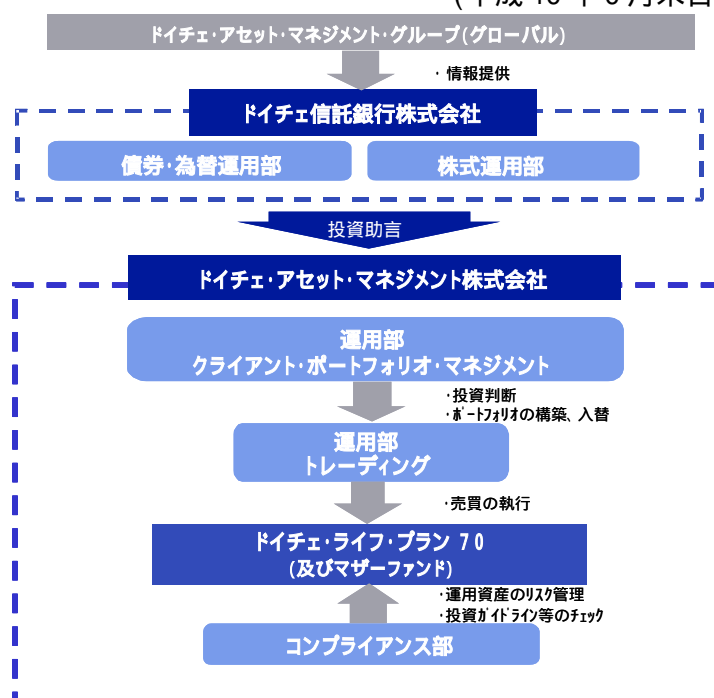 ドイチェ・アセット・マネジメント・グループ(グローバル)
・情報提供
ドイチェ信託銀行株式会社
債券・為替運用部
株式運用部
投資助言
ドイチェ・アセット・マネジメント株式会社
運用部
クライアント・ポートフォリオ・マネジメント
・投資判断
・ポートフォリオの構築、入替
運用部
トレーディング
・売買の執行
ドイチェ・ライフ・プラン 70
(及びマザーファンド)
・運用資産のリスク管理
・投資ガイドライン等のチェック
コンプライアンス部